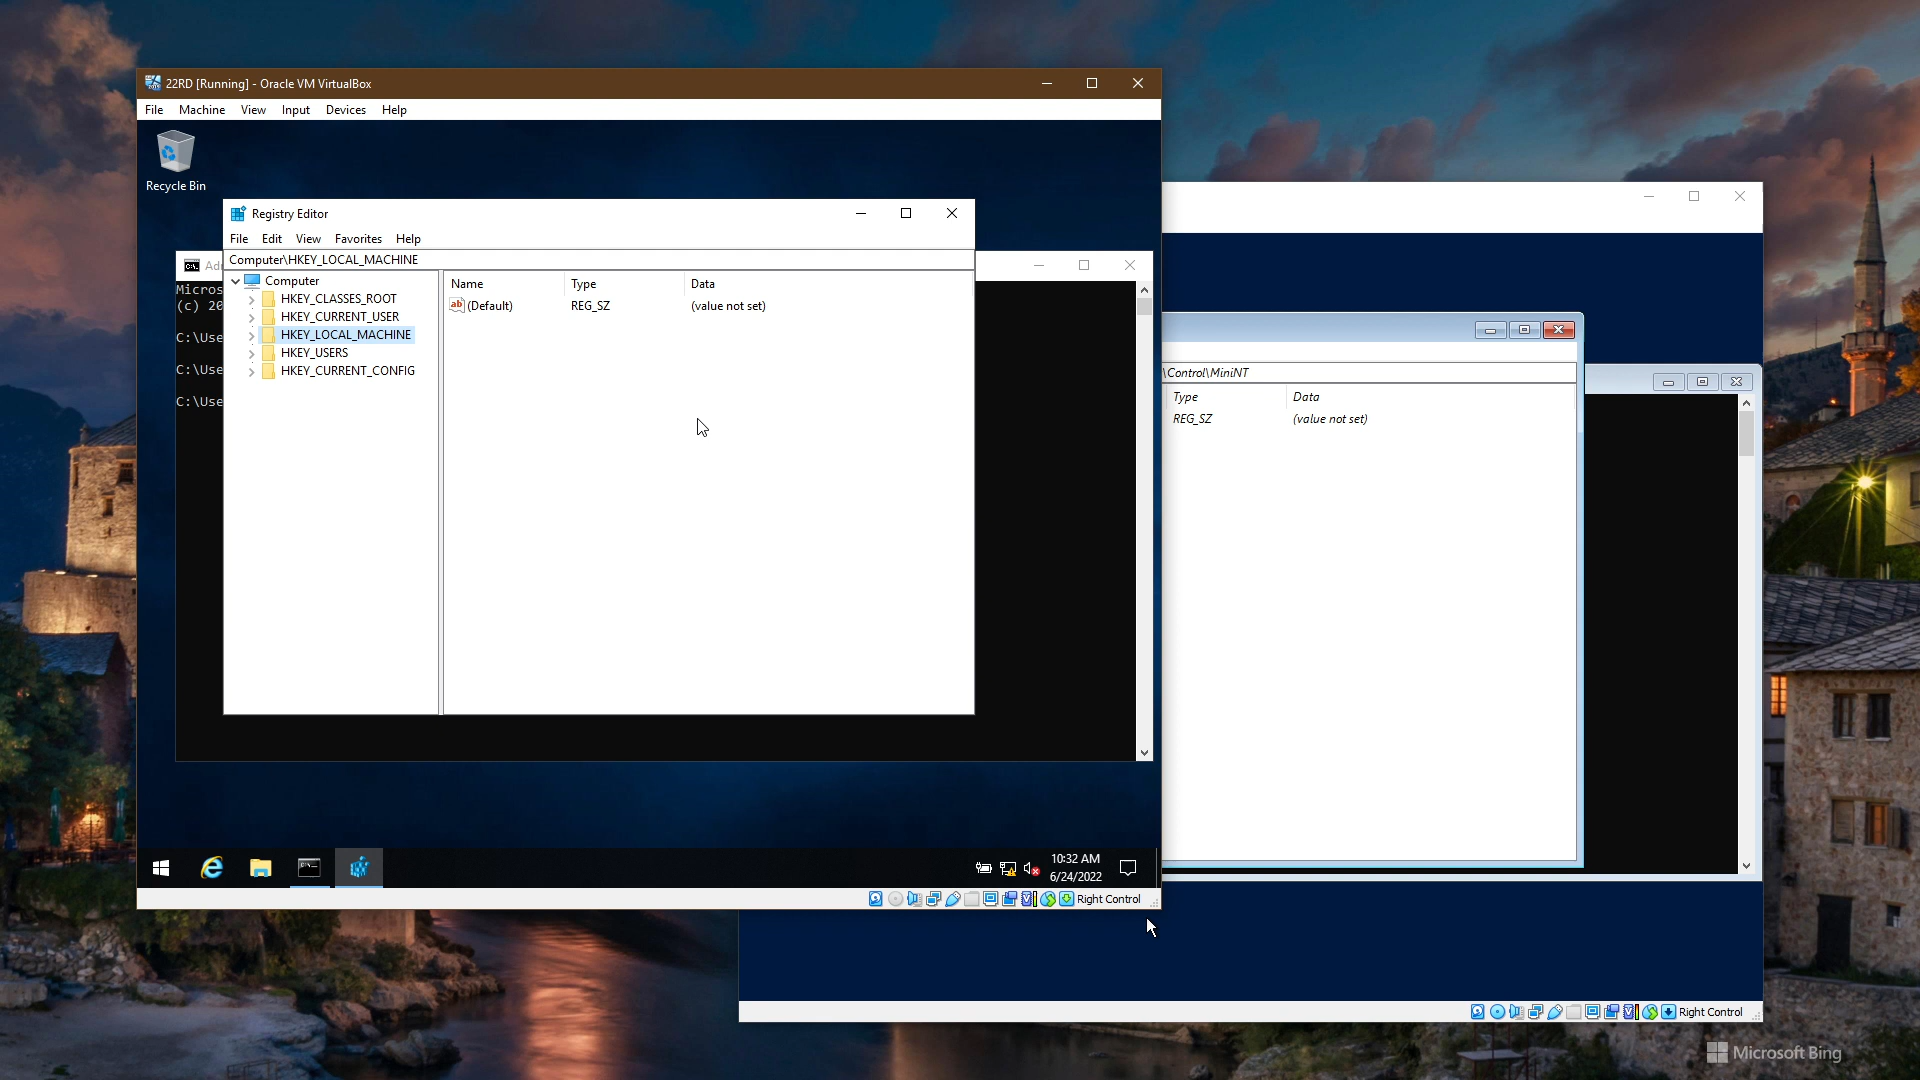 22RD [Running] - Oracle VM VirtualBox
File Machine View Input Devices Help
Recycle Bin
Registry Editor
File Edit View Favorites Help
Computer\HKEY_LOCAL_MACHINE
Computer
HKEY_CLASSES_ROOT
HKEY_CURRENT_USER
HKEY_LOCAL_MACHINE
HKEY_USERS
HKEY_CURRENT_CONFIG
Name Type Data
(Default) REG_SZ (value not set)
Micros
(c) 20
C:\Use
C:\Use
C:\Use
\Control\MiniNT
Type Data
REG_SZ (value not set)
10:32 AM
6/24/2022
Right Control
Right Control
Microsoft Bing